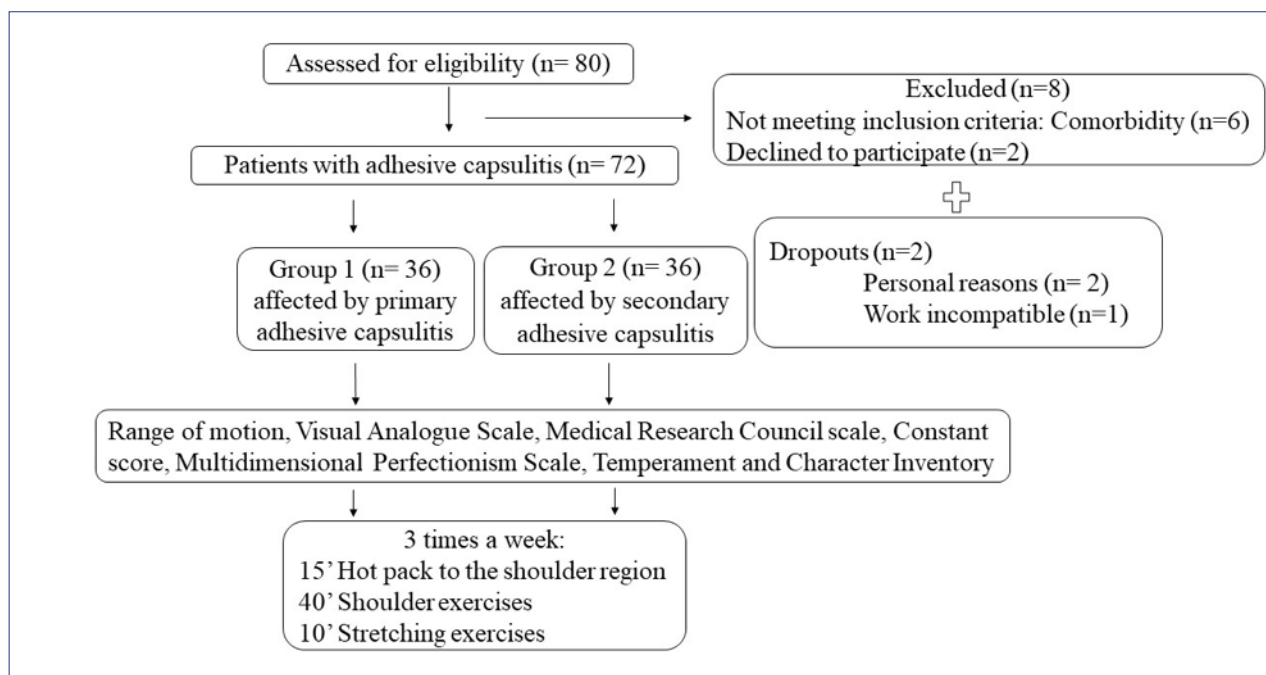 Assessed for eligibility (n= 80)
Excluded (n=8)
Not meeting inclusion criteria: Comorbidity (n=6)
Declined to participate (n=2)
Patients with adhesive capsulitis (n= 72)
Group 1 (n= 36)
affected by primary
adhesive capsulitis
Group 2 (n= 36)
affected by secondary
adhesive capsulitis
Dropouts (n=2)
Personal reasons (n= 2)
Work incompatible (n=1)
Range of motion, Visual Analogue Scale, Medical Research Council scale, Constant
score, Multidimensional Perfectionism Scale, Temperament and Character Inventory
3 times a week:
15’ Hot pack to the shoulder region
40’ Shoulder exercises
10’ Stretching exercises